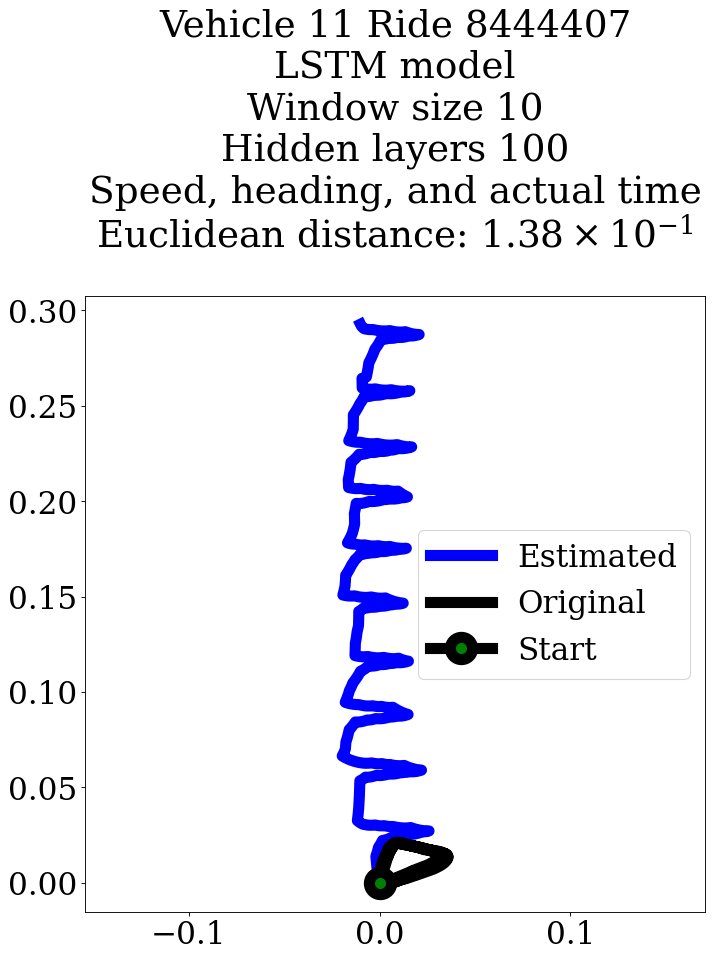 Vehicle 11 Ride 8444407
LSTM model
Window size 10
Hidden layers 100
Speed, heading, and actual time
Euclidean distance: 1.38 × 10⁻¹
0.30
0.25
0.20
0.15
0.10
0.05
0.00
Estimated
Original
Start
−0.1 0.0 0.1